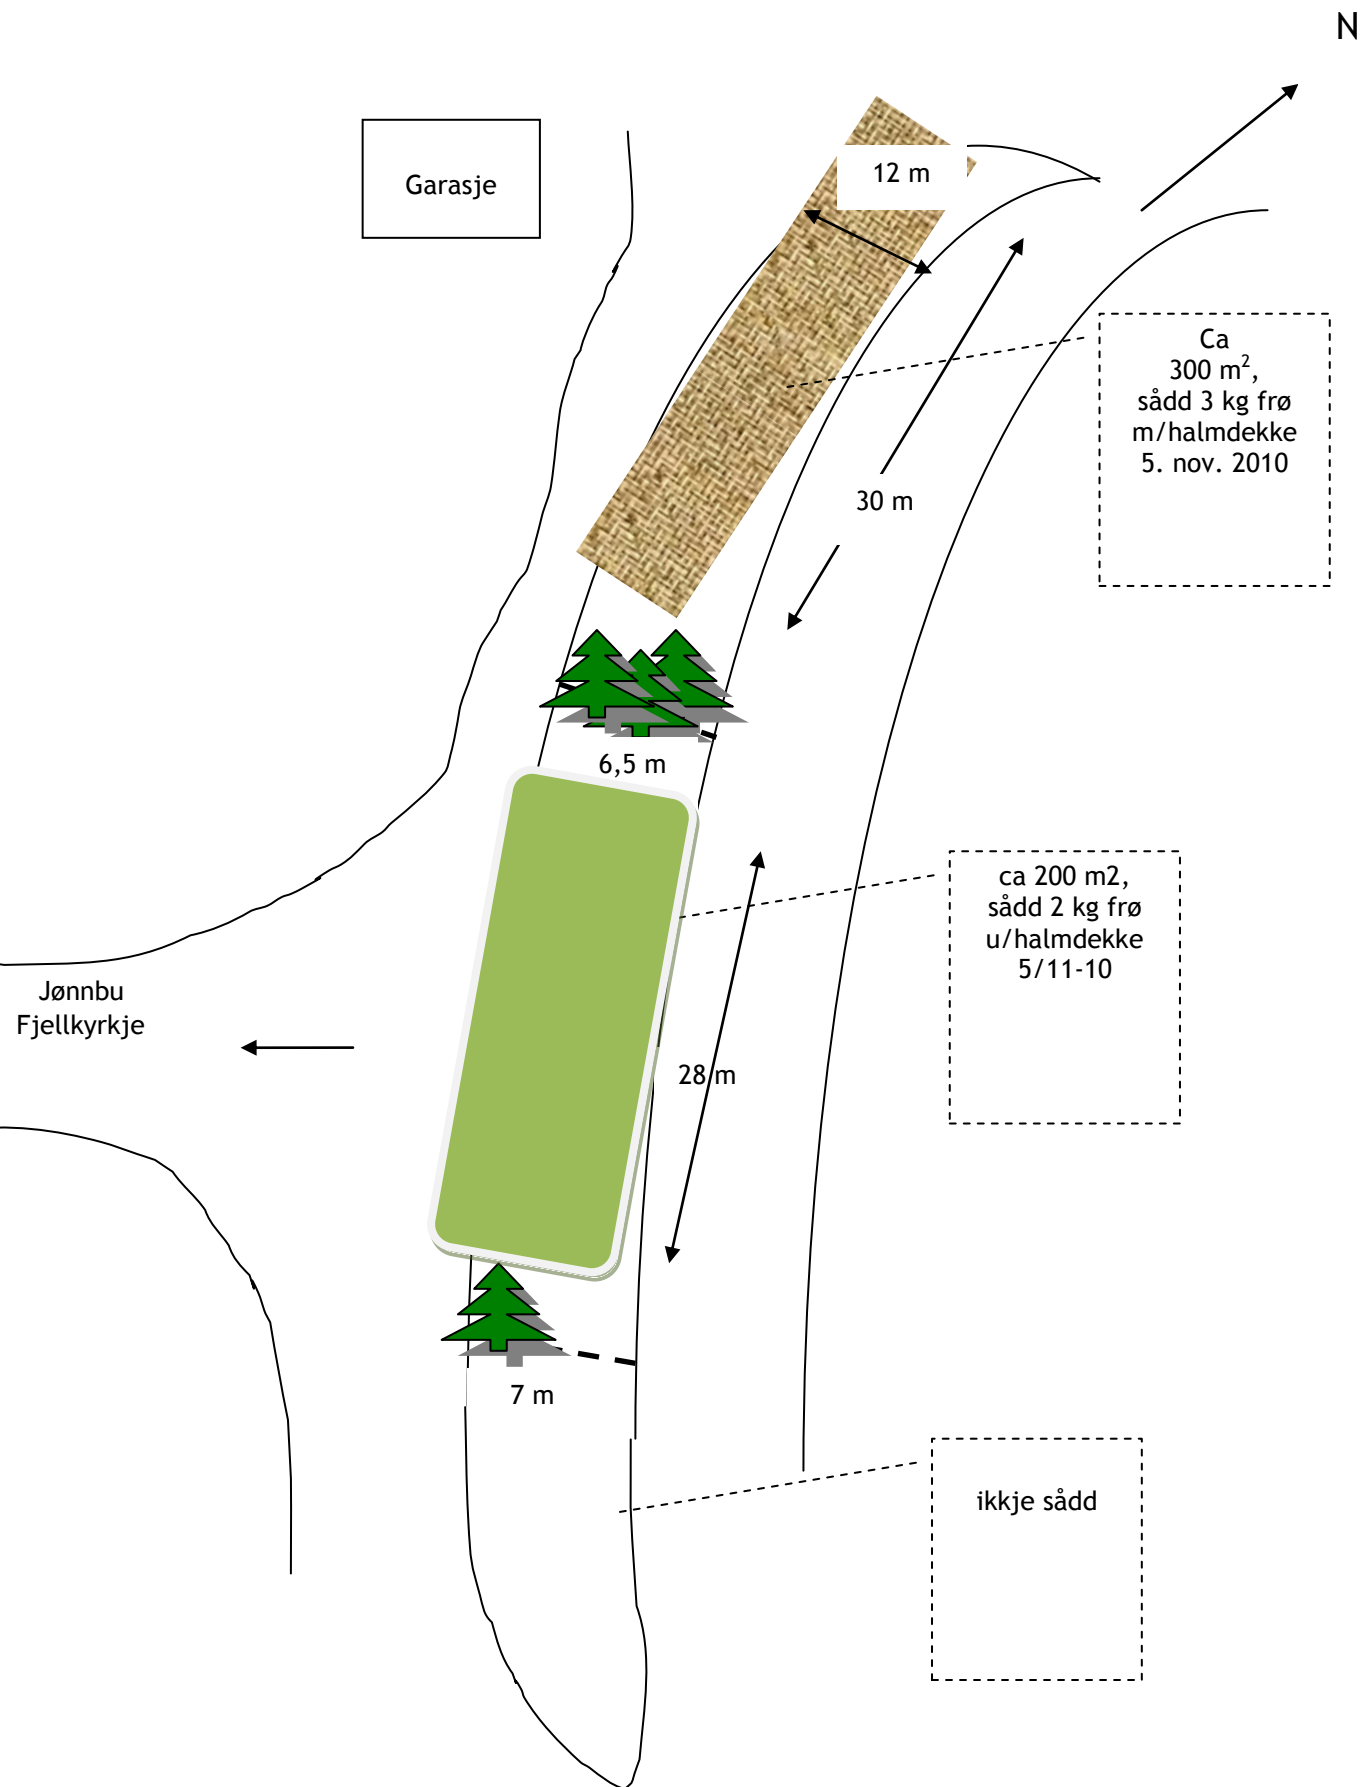 N
Garasje
12 m
Ca
300 m²,
sådd 3 kg frø
m/halmdekke
5. nov. 2010
30 m
6,5 m
ca 200 m2,
sådd 2 kg frø
u/halmdekke
5/11-10
Jønnbu
Fjellkyrkje
28 m
7 m
ikkje sådd